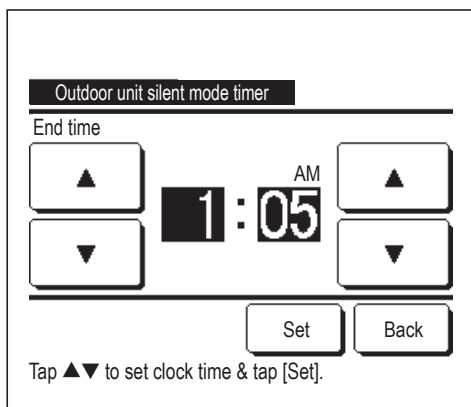 Outdoor unit silent mode timer
End time
▲ AM ▲
1 : 05
▼ ▼
Set Back
Tap ▲▼ to set clock time & tap [Set].